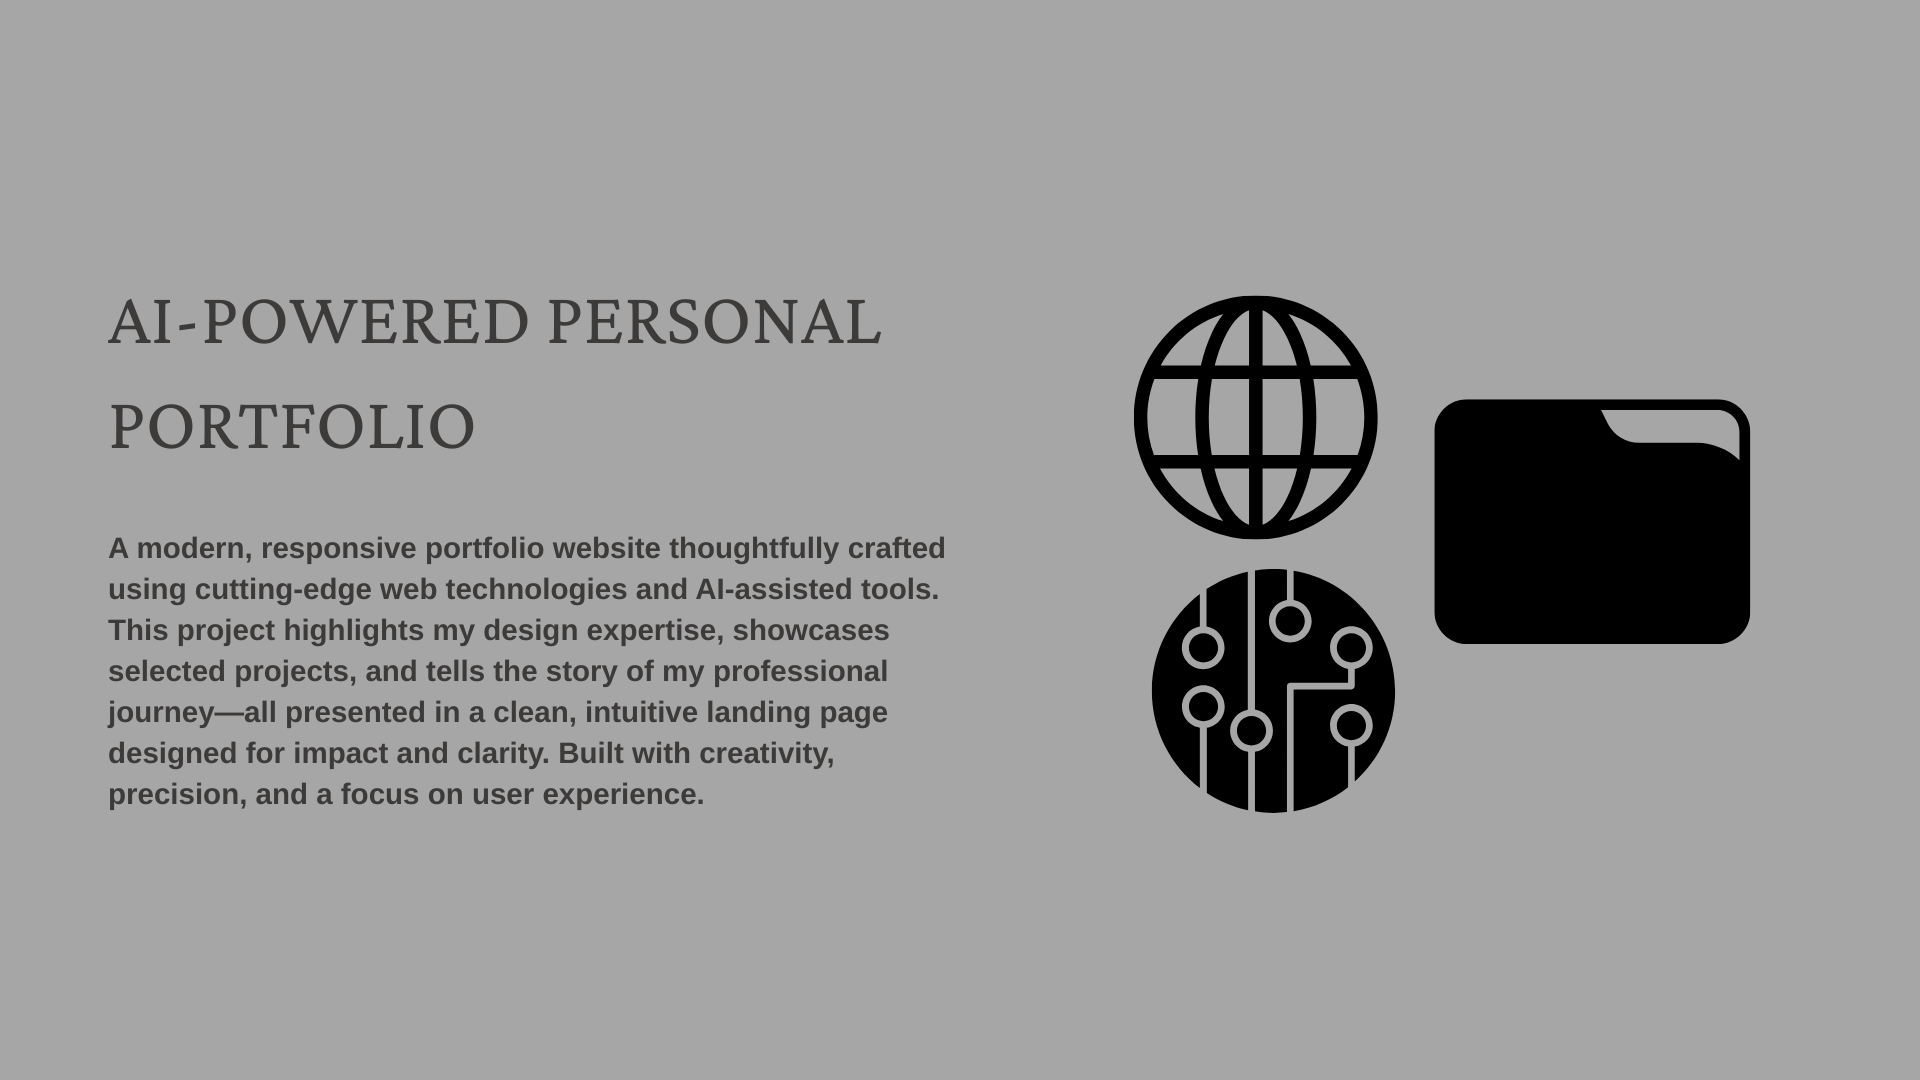 AI-POWERED PERSONAL
PORTFOLIO
A modern, responsive portfolio website thoughtfully crafted
using cutting-edge web technologies and AI-assisted tools.
This project highlights my design expertise, showcases
selected projects, and tells the story of my professional
journey—all presented in a clean, intuitive landing page
designed for impact and clarity. Built with creativity,
precision, and a focus on user experience.